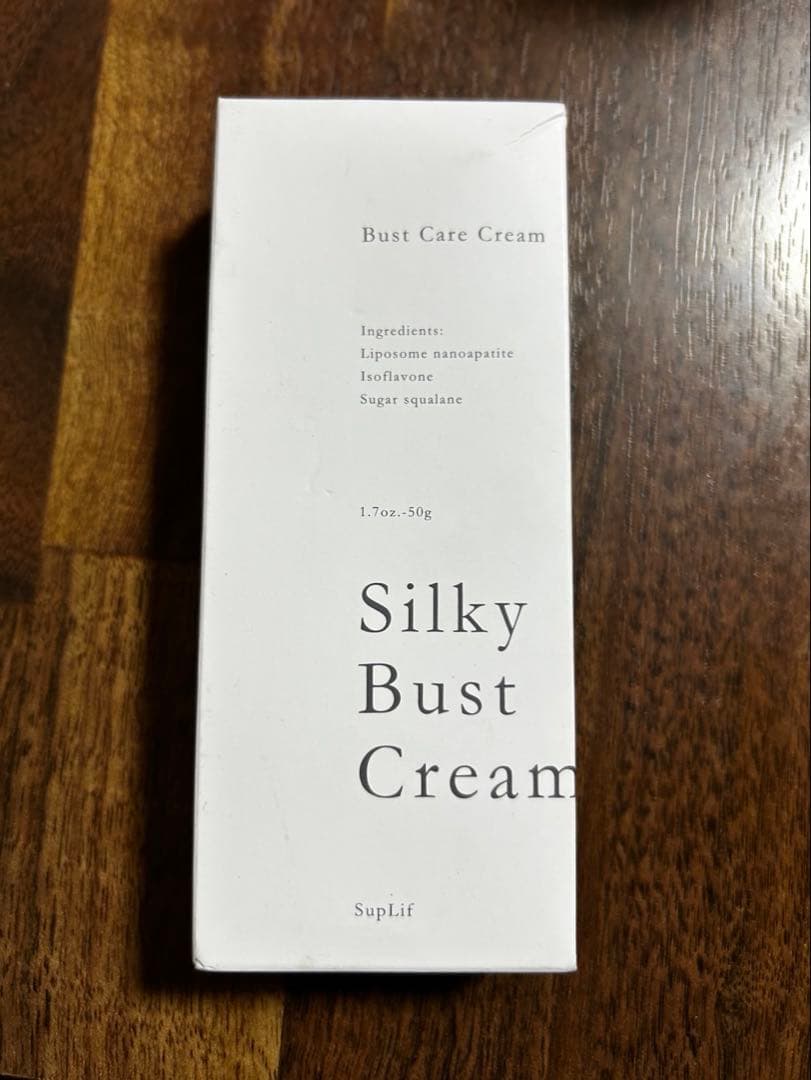 Bust Care Cream
Ingredients:
Liposome nanoapatite
Isoflavone
Sugar squalane
1.7oz.-50g
Silky
Bust
Cream
SupLif